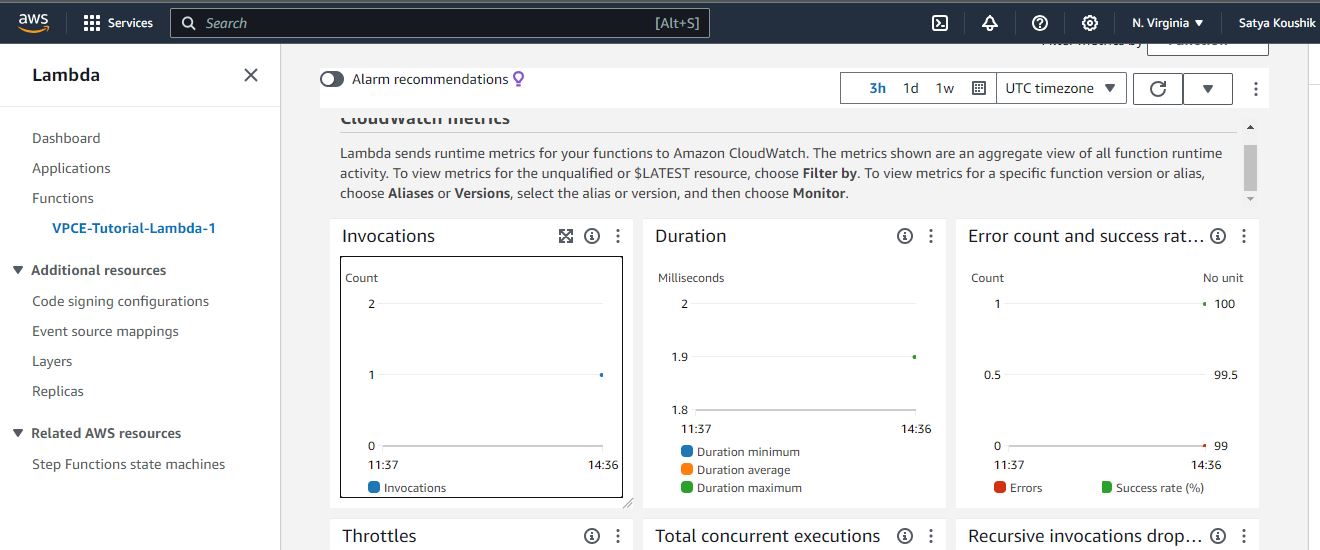 aws Services Search [Alt+S] N. Virginia Satya Koushik
Lambda
Dashboard
Applications
Functions
VPCE-Tutorial-Lambda-1
Additional resources
Code signing configurations
Event source mappings
Layers
Replicas
Related AWS resources
Step Functions state machines
Filter metrics by Function
Alarm recommendations 3h 1d 1w UTC timezone
CloudWatch metrics
Lambda sends runtime metrics for your functions to Amazon CloudWatch. The metrics shown are an aggregate view of all function runtime
activity. To view metrics for the unqualified or $LATEST resource, choose Filter by. To view metrics for a specific function version or alias,
choose Aliases or Versions, select the alias or version, and then choose Monitor.
Invocations
Count
2
1
0
11:37 14:36
Invocations
Duration
Milliseconds
2
1.9
1.8
11:37 14:36
Duration minimum
Duration average
Duration maximum
Error count and success rat...
Count No unit
1 100
0.5 99.5
0 99
11:37 14:36
Errors Success rate (%)
Throttles
Total concurrent executions
Recursive invocations drop...